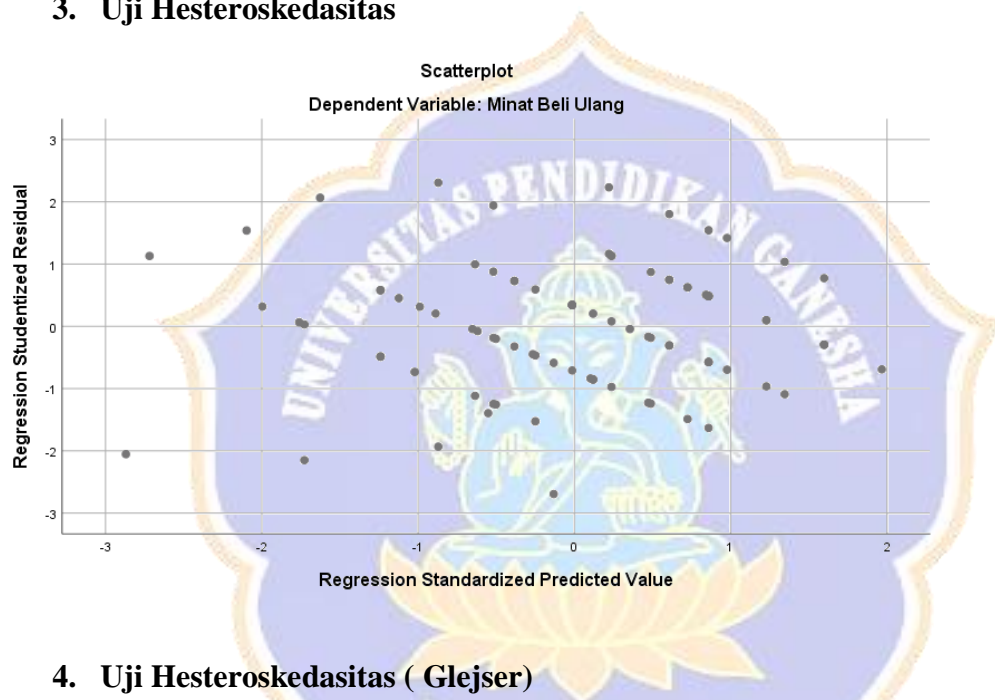 3. Uji Hesteroskedasitas
Scatterplot
Dependent Variable: Minat Beli Ulang
UNIVERSITAS PENDIDIKAN GANESHA
Regression Studentized Residual
3
2
1
0
-1
-2
-3
-3 -2 -1 0 1 2
Regression Standardized Predicted Value
4. Uji Hesteroskedasitas ( Glejser)